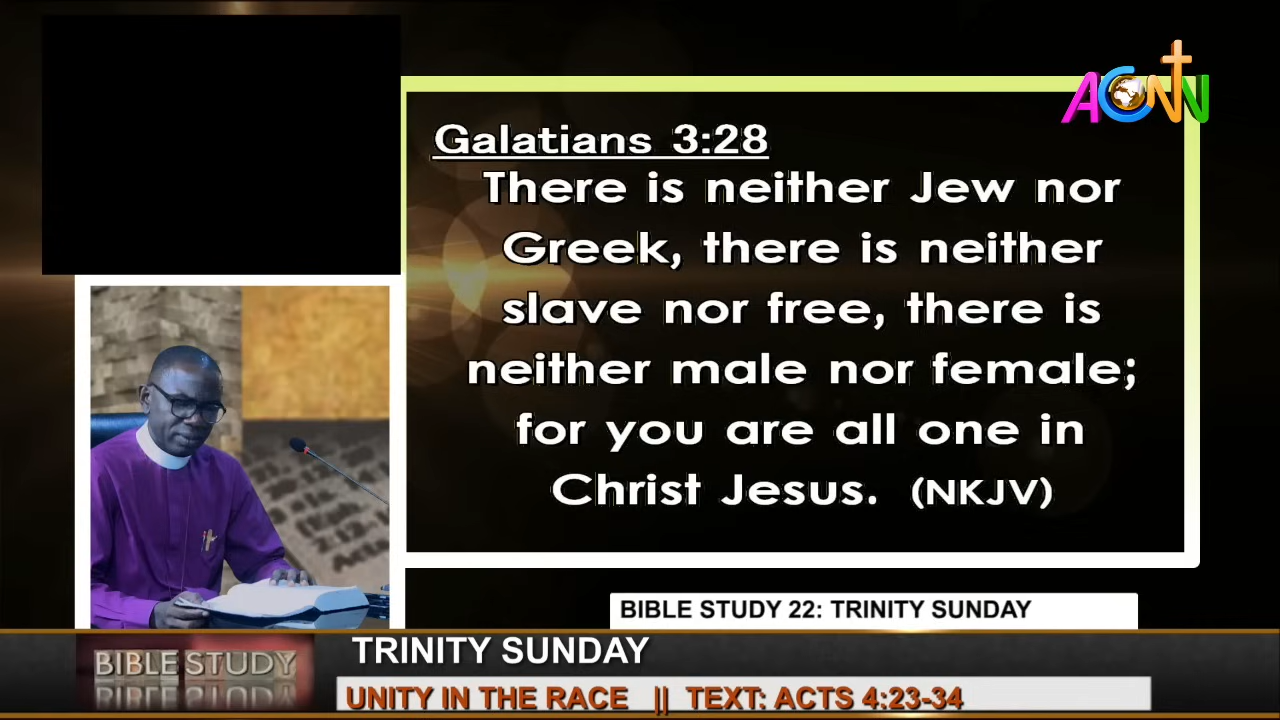 ACNN
Galatians 3:28
There is neither Jew nor
Greek, there is neither
slave nor free, there is
neither male nor female;
for you are all one in
Christ Jesus. (NKJV)
BIBLE STUDY 22: TRINITY SUNDAY
BIBLE STUDY
TRINITY SUNDAY
UNITY IN THE RACE || TEXT: ACTS 4:23-34